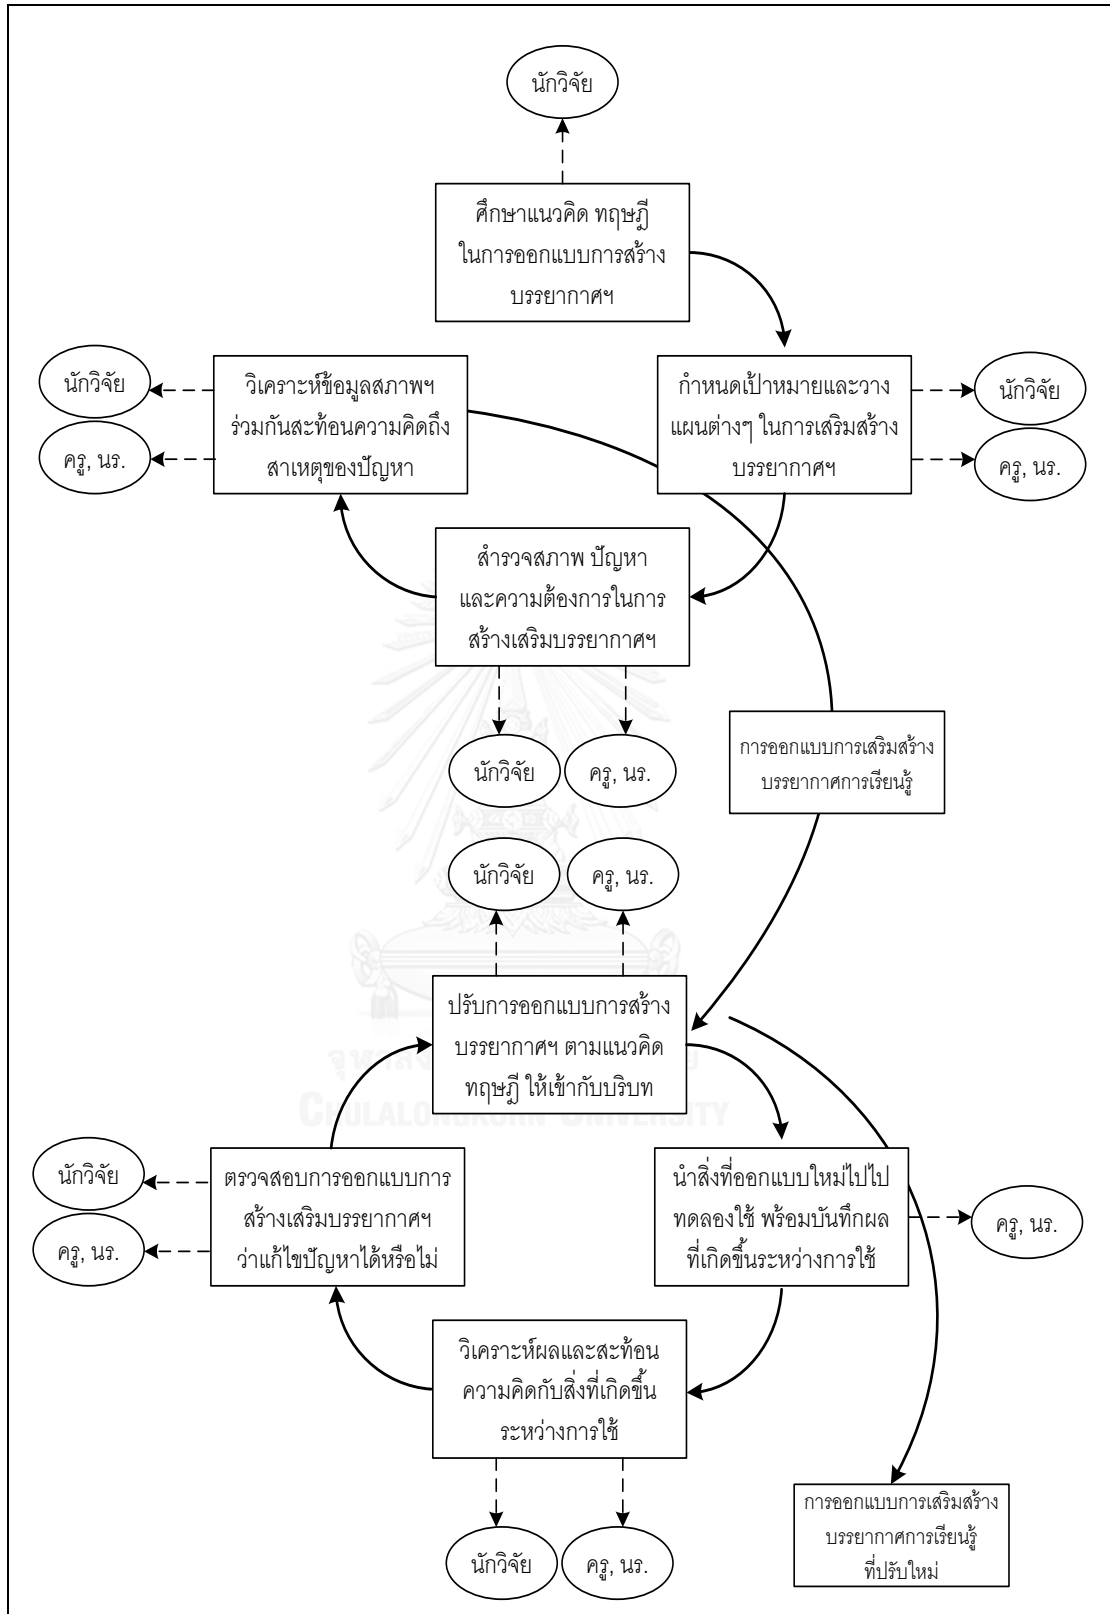 นักวิจัย
ศึกษาแนวคิด ทฤษฎี
ในการออกแบบการสร้าง
บรรยากาศฯ
นักวิจัย
ครู, นร.
วิเคราะห์ข้อมูลสภาพฯ
ร่วมกันสะท้อนความคิดถึง
สาเหตุของปัญหา
กำหนดเป้าหมายและวาง
แผนต่างๆ ในการเสริมสร้าง
บรรยากาศฯ
นักวิจัย
ครู, นร.
สำรวจสภาพ ปัญหา
และความต้องการในการ
สร้างเสริมบรรยากาศฯ
นักวิจัย
ครู, นร.
การออกแบบการเสริมสร้าง
บรรยากาศการเรียนรู้
นักวิจัย
ครู, นร.
ปรับการออกแบบการสร้าง
บรรยากาศฯ ตามแนวคิด
ทฤษฎี ให้เข้ากับบริบท
CHULALONGKORN UNIVERSITY
นักวิจัย
ครู, นร.
ตรวจสอบการออกแบบการ
สร้างเสริมบรรยากาศฯ
ว่าแก้ไขปัญหาได้หรือไม่
นำสิ่งที่ออกแบบใหม่ไปไป
ทดลองใช้ พร้อมบันทึกผล
ที่เกิดขึ้นระหว่างการใช้
ครู, นร.
วิเคราะห์ผลและสะท้อน
ความคิดกับสิ่งที่เกิดขึ้น
ระหว่างการใช้
นักวิจัย
ครู, นร.
การออกแบบการเสริมสร้าง
บรรยากาศการเรียนรู้
ที่ปรับใหม่